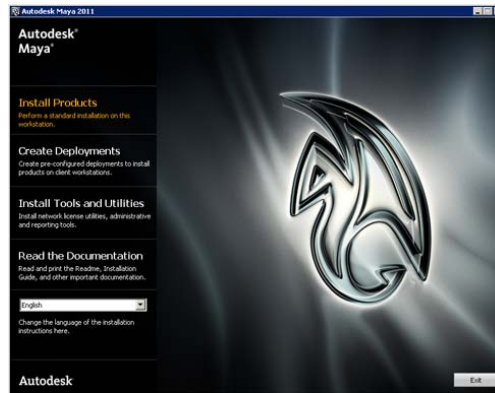 Autodesk Maya 2011
Autodesk®
Maya®
Install Products
Perform a standard installation on this
workstation.
Create Deployments
Create pre-configured deployments to install
products on client workstations.
Install Tools and Utilities
Install network license utilities, administrative
and reporting tools.
Read the Documentation
Read and print the Readme, Installation
Guide, and other important documentation.
English
Change the language of the installation
instructions here.
Autodesk
Exit